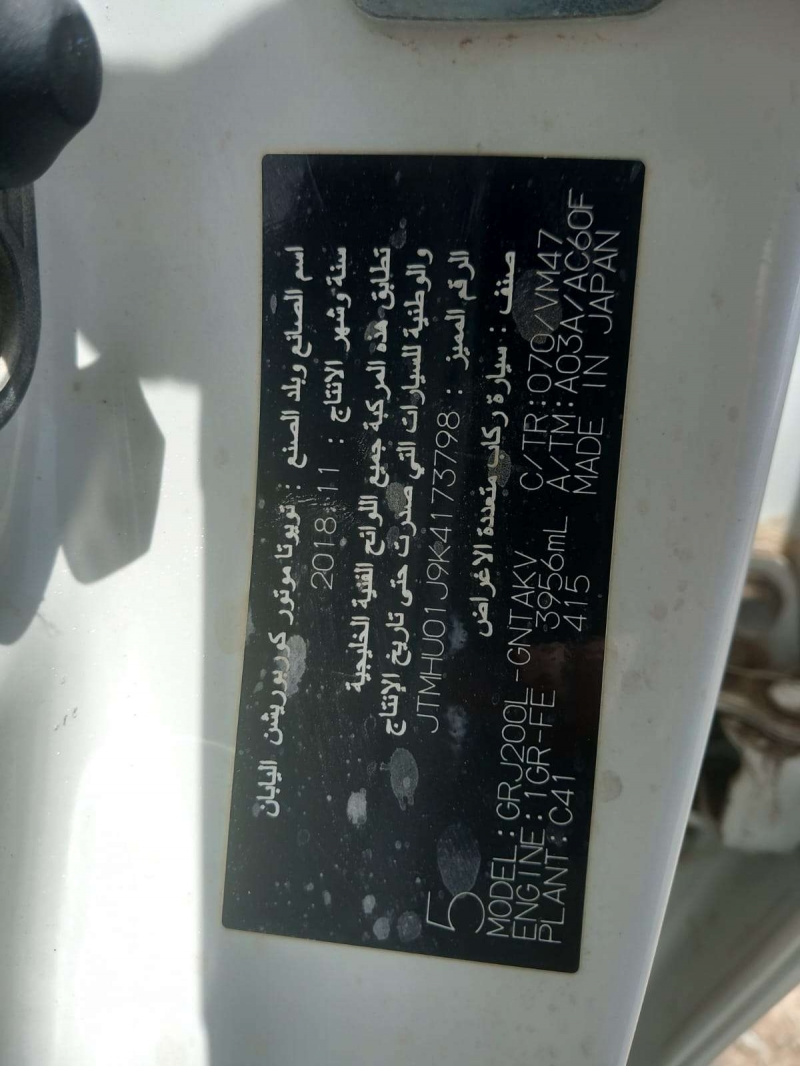 اسم الصانع وبلد الصنع : تويوتا موتور كوربوريشن اليابان
سنة وشهر الانتاج : 2018.11
تطابق هذه المركبة جميع اللوائح الفنية الخليجية
والوطنية للسيارات التي صدرت حتى تاريخ الإنتاج
الرقم المميز : JTMHU01J9K4173798
صنف : سيارة ركاب متعددة الاغراض
5
MODEL:GRJ200L-GNTAKV C/TR:070/VM47
ENGINE:1GR-FE 3956mL A/TM:A03A/AC60F
PLANT:C41 415 MADE IN JAPAN